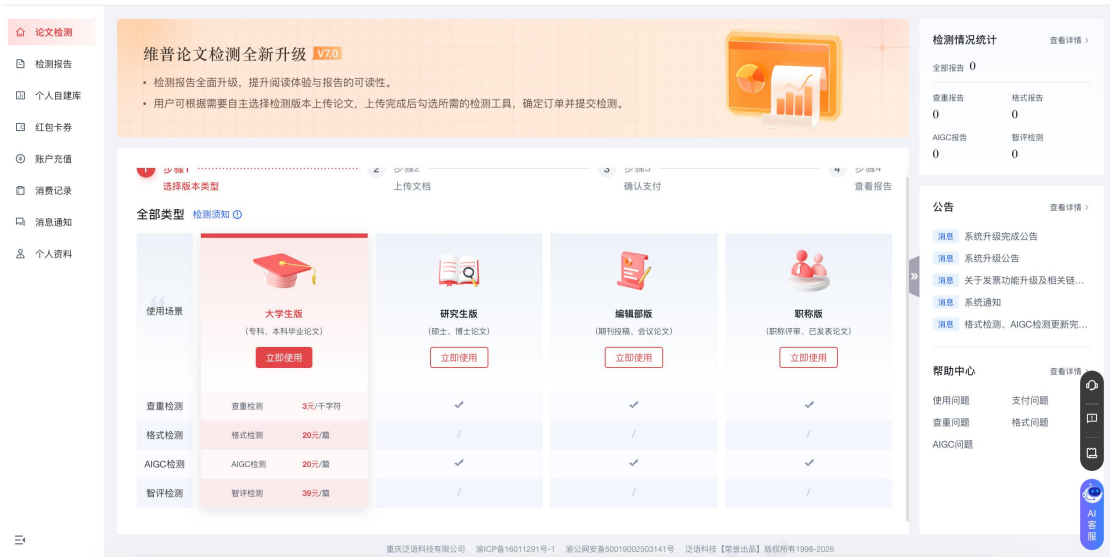 论文检测
检测报告
个人自建库
红包卡券
账户充值
消费记录
消息通知
个人资料
维普论文检测全新升级 V7.0
• 检测报告全面升级，提升阅读体验与报告的可读性。
• 用户可根据需要自主选择检测版本上传论文，上传完成后勾选所需的检测工具，确定订单并提交检测。
1 步骤1 2 步骤2 3 步骤3 4 步骤4
选择版本类型 上传文档 确认支付 查看报告
全部类型 检测须知
使用场景
大学生版
（专科、本科毕业论文）
立即使用
研究生版
（硕士、博士论文）
立即使用
编辑部版
（期刊投稿、会议论文）
立即使用
职称版
（职称评审、已发表论文）
立即使用
查重检测 查重检测 3元/千字符 ✓ ✓ ✓
格式检测 格式检测 20元/篇 / / /
AIGC检测 AIGC检测 20元/篇 ✓ ✓ ✓
智评检测 智评检测 39元/篇 / / /
检测情况统计 查看详情 >
全部报告 0
查重报告 格式报告
0 0
AIGC报告 智评检测
0 0
公告 查看详情 >
消息 系统升级完成公告
消息 系统升级公告
消息 关于发票功能升级及相关链...
消息 系统通知
消息 格式检测、AIGC检测更新完...
帮助中心 查看详情 >
使用问题 支付问题
查重问题 格式问题
AIGC问题
AI
客
服
重庆泛语科技有限公司 渝ICP备16011291号-1 渝公网安备50019002503141号 泛语科技【荣誉出品】版权所有1998-2026